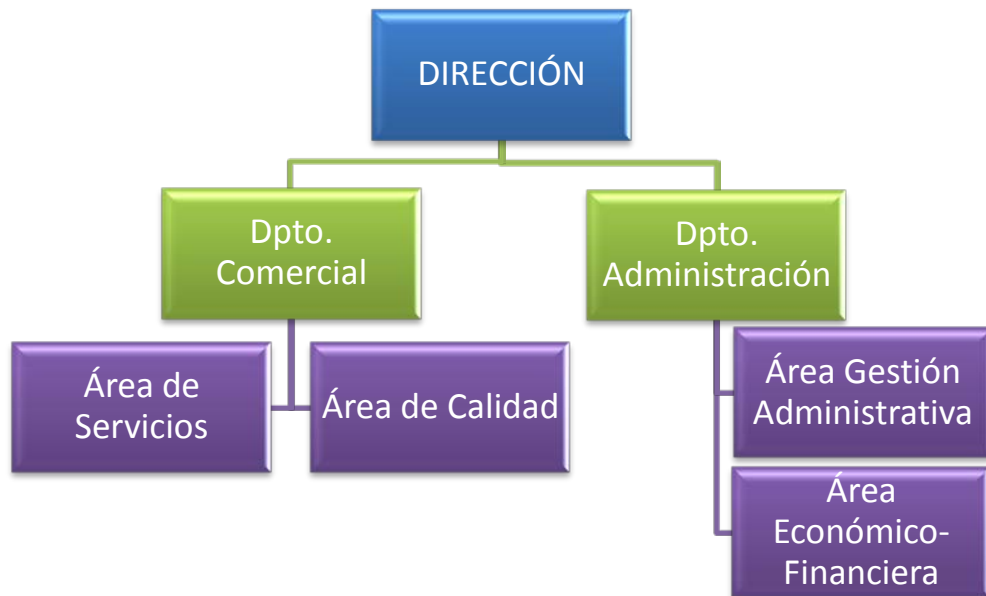 DIRECCIÓN
Dpto.
Comercial
Dpto.
Administración
Área de
Servicios
Área de Calidad
Área Gestión
Administrativa
Área
Económico-
Financiera